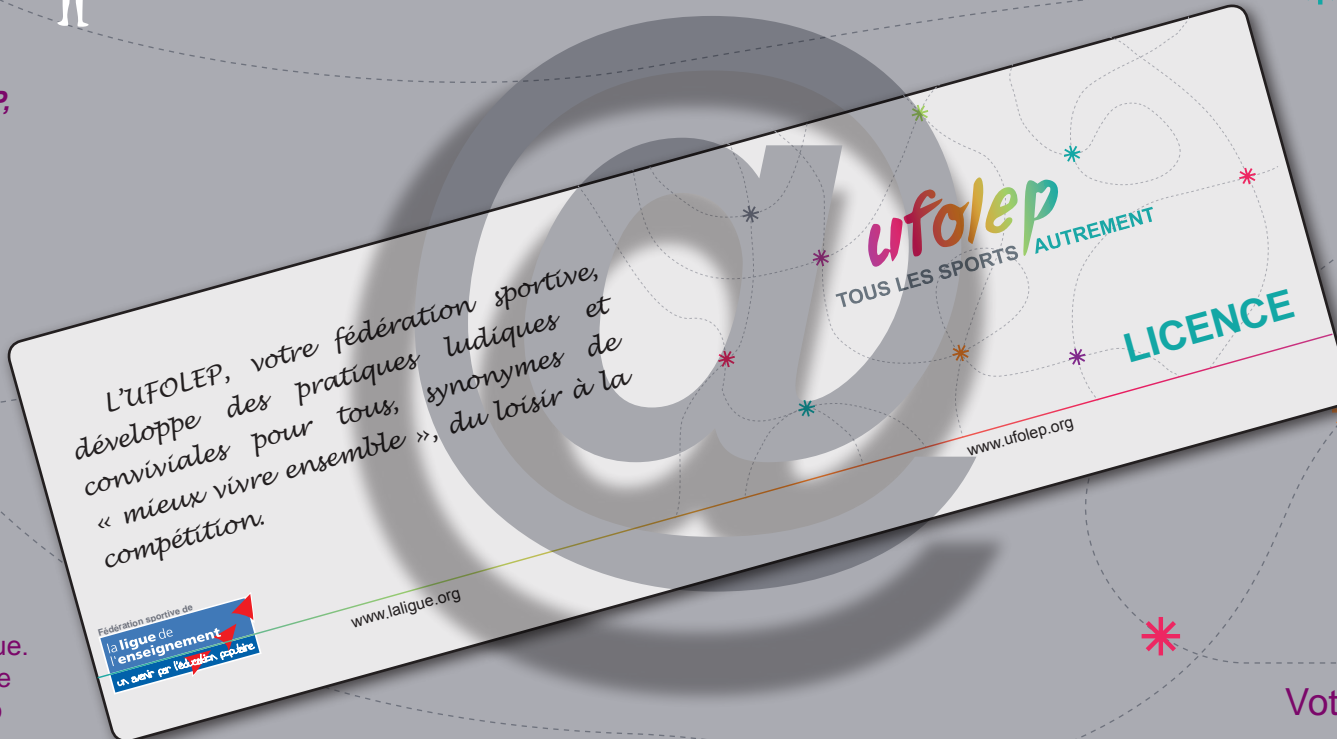 P,
L'UFOLEP, votre fédération sportive,
développe des pratiques ludiques et
conviviales pour tous, synonymes de
« mieux vivre ensemble », du loisir à la
compétition.
Fédération sportive de
la ligue de
l'enseignement
un avenir par l'éducation populaire
www.laligue.org
@
ufolep
TOUS LES SPORTS AUTREMENT
LICENCE
www.ufolep.org
ue.
e
Vot